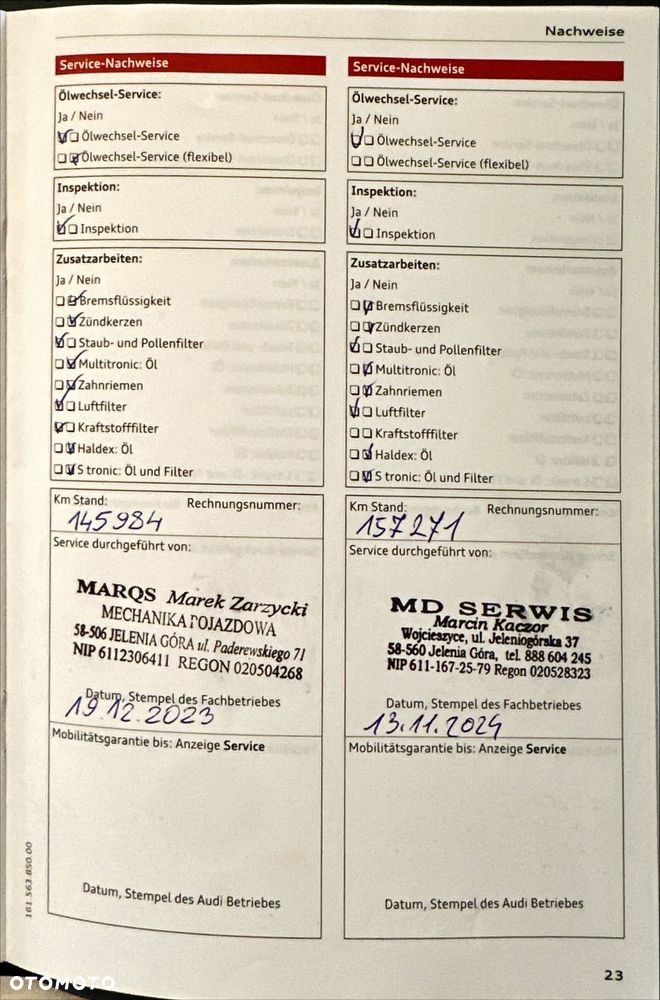 Nachweise
Service-Nachweise
Ölwechsel-Service:
Ja / Nein
Ölwechsel-Service
Ölwechsel-Service (flexibel)
Inspektion:
Ja / Nein
Inspektion
Zusatzarbeiten:
Ja / Nein
Bremsflüssigkeit
Zündkerzen
Staub- und Pollenfilter
Multitronic: Öl
Zahnriemen
Luftfilter
Kraftstofffilter
Haldex: Öl
S tronic: Öl und Filter
Km Stand: Rechnungsnummer:
145984
Service durchgeführt von:
MARQS Marek Zarzycki
MECHANIKA POJAZDOWA
58-506 JELENIA GÓRA ul. Paderewskiego 71
NIP 6112306411 REGON 020504268
Datum, Stempel des Fachbetriebes
19.12.2023
Mobilitätsgarantie bis: Anzeige Service
Datum, Stempel des Audi Betriebes
Service-Nachweise
Ölwechsel-Service:
Ja / Nein
Ölwechsel-Service
Ölwechsel-Service (flexibel)
Inspektion:
Ja / Nein
Inspektion
Zusatzarbeiten:
Ja / Nein
Bremsflüssigkeit
Zündkerzen
Staub- und Pollenfilter
Multitronic: Öl
Zahnriemen
Luftfilter
Kraftstofffilter
Haldex: Öl
S tronic: Öl und Filter
Km Stand: Rechnungsnummer:
157271
Service durchgeführt von:
MD SERWIS
Marcin Kaczor
Wojcieszyce, ul. Jeleniogórska 37
58-560 Jelenia Góra, tel. 888 604 245
NIP 611-167-25-79 Regon 020528323
Datum, Stempel des Fachbetriebes
13.11.2024
Mobilitätsgarantie bis: Anzeige Service
Datum, Stempel des Audi Betriebes
161.563.850.00
23
OTOMOTO